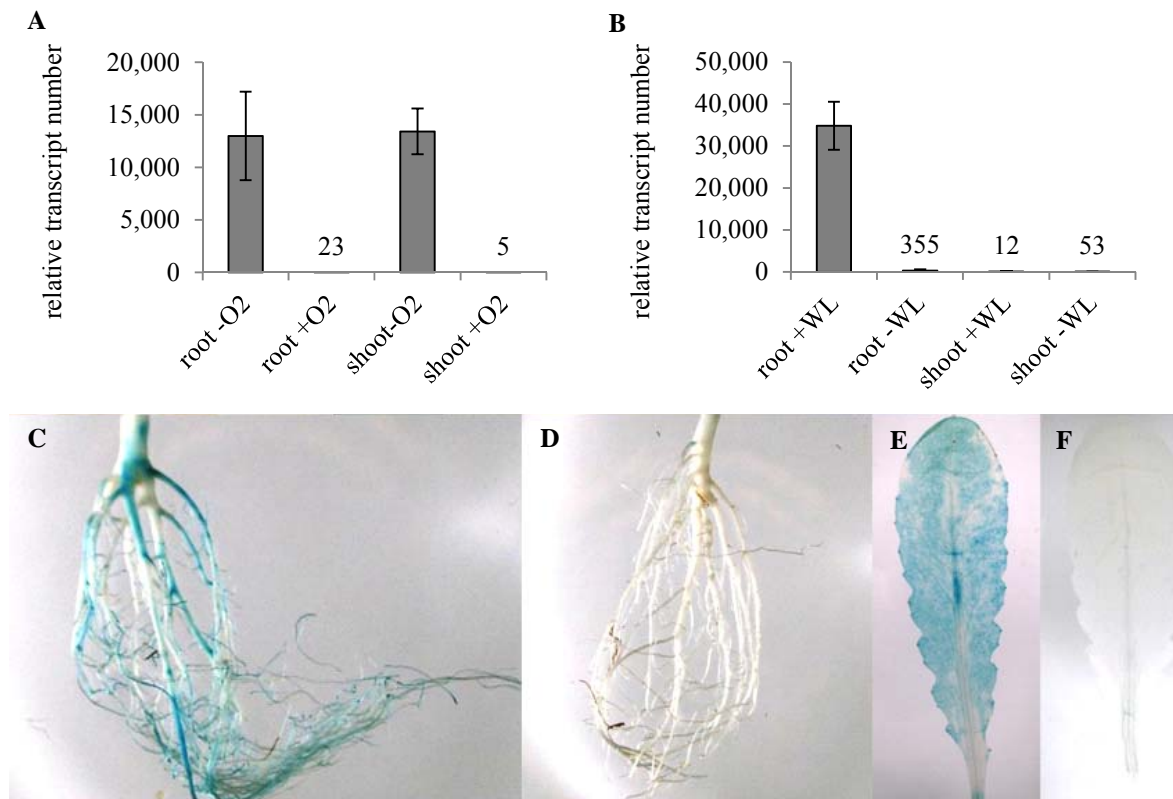 A
relative transcript number
20,000
15,000
10,000
5,000
0
23
5
root -O2
root +O2
shoot-O2
shoot +O2
B
relative transcript number
50,000
40,000
30,000
20,000
10,000
0
355
12
53
root +WL
root -WL
shoot +WL
shoot -WL
C
D
E
F